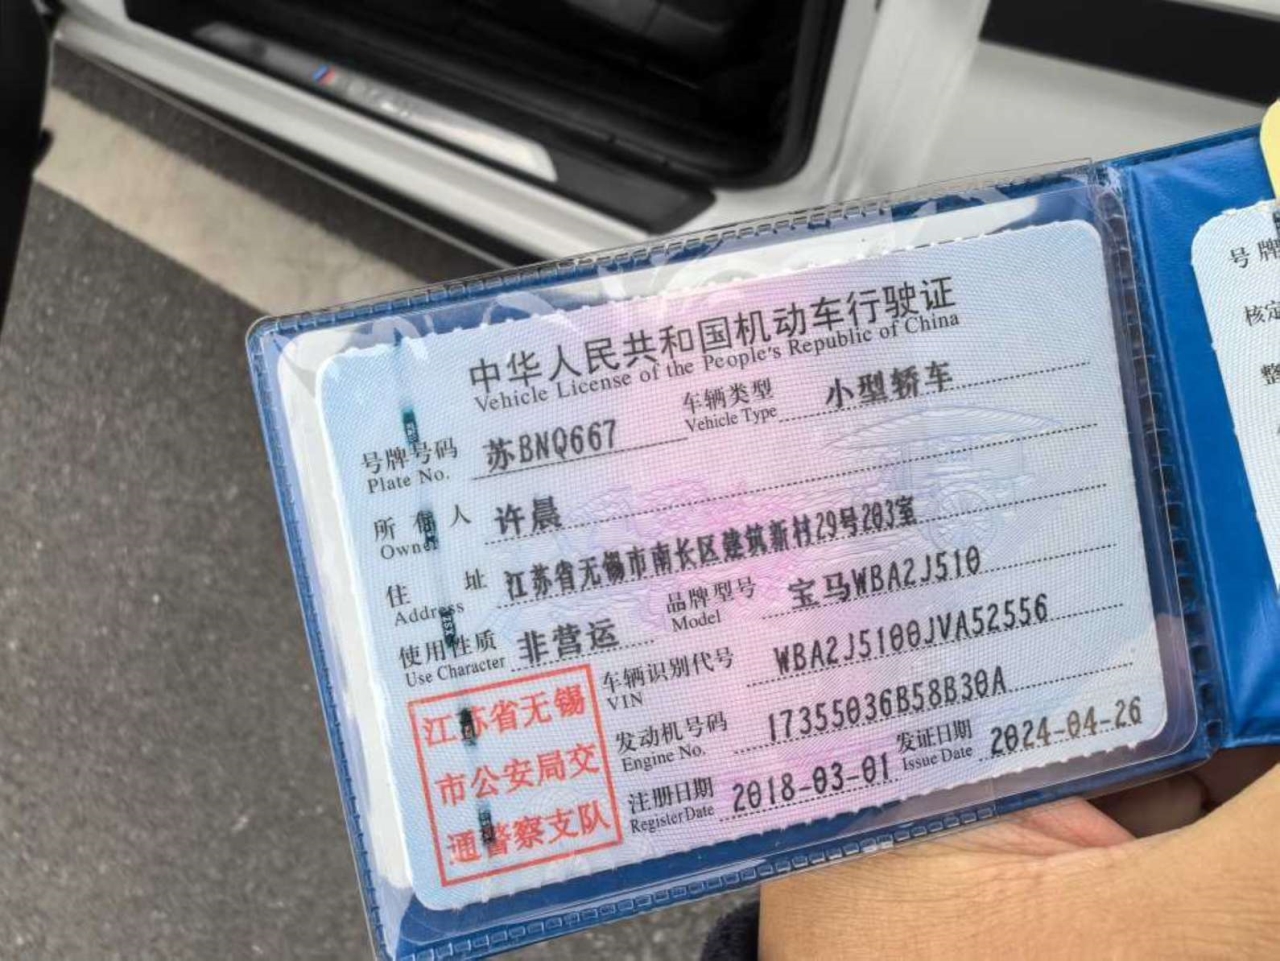 中华人民共和国机动车行驶证
Vehicle License of the People's Republic of China
号牌号码 苏BNQ667 车辆类型 小型轿车
Plate No. Vehicle Type
所有人 许晨
Owner
住址 江苏省无锡市南长区建筑新村29号203室
Address
使用性质 非营运 品牌型号 宝马WBA2J510
Use Character Model
车辆识别代号 WBA2J5100JVA52556
VIN
发动机号码 17355036B58B30A
Engine No.
注册日期 2018-03-01 发证日期 2024-04-26
Register Date Issue Date
江苏省无锡
市公安局交
通警察支队
号牌
核定
整